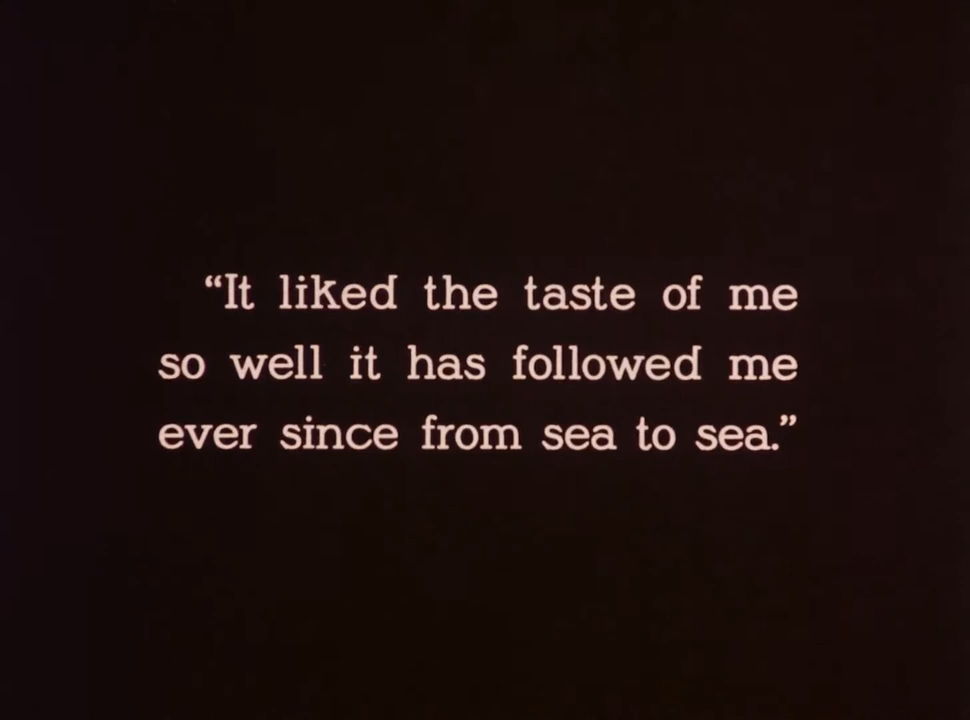 “It liked the taste of me
so well it has followed me
ever since from sea to sea.”